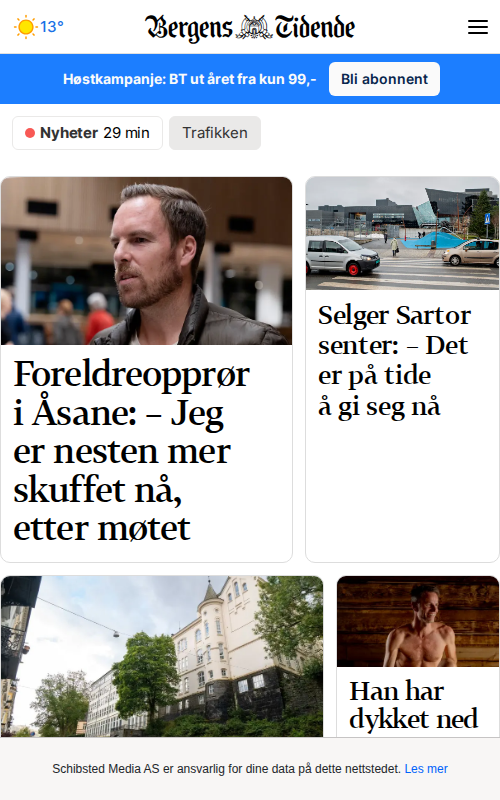 13°
Bergens Tidende
Høstkampanje: BT ut året fra kun 99,-
Bli abonnent
Nyheter 29 min
Trafikken
Foreldreopprør
i Åsane: – Jeg
er nesten mer
skuffet nå,
etter møtet
Selger Sartor
senter: – Det
er på tide
å gi seg nå
Han har
dykket ned
Schibsted Media AS er ansvarlig for dine data på dette nettstedet. Les mer